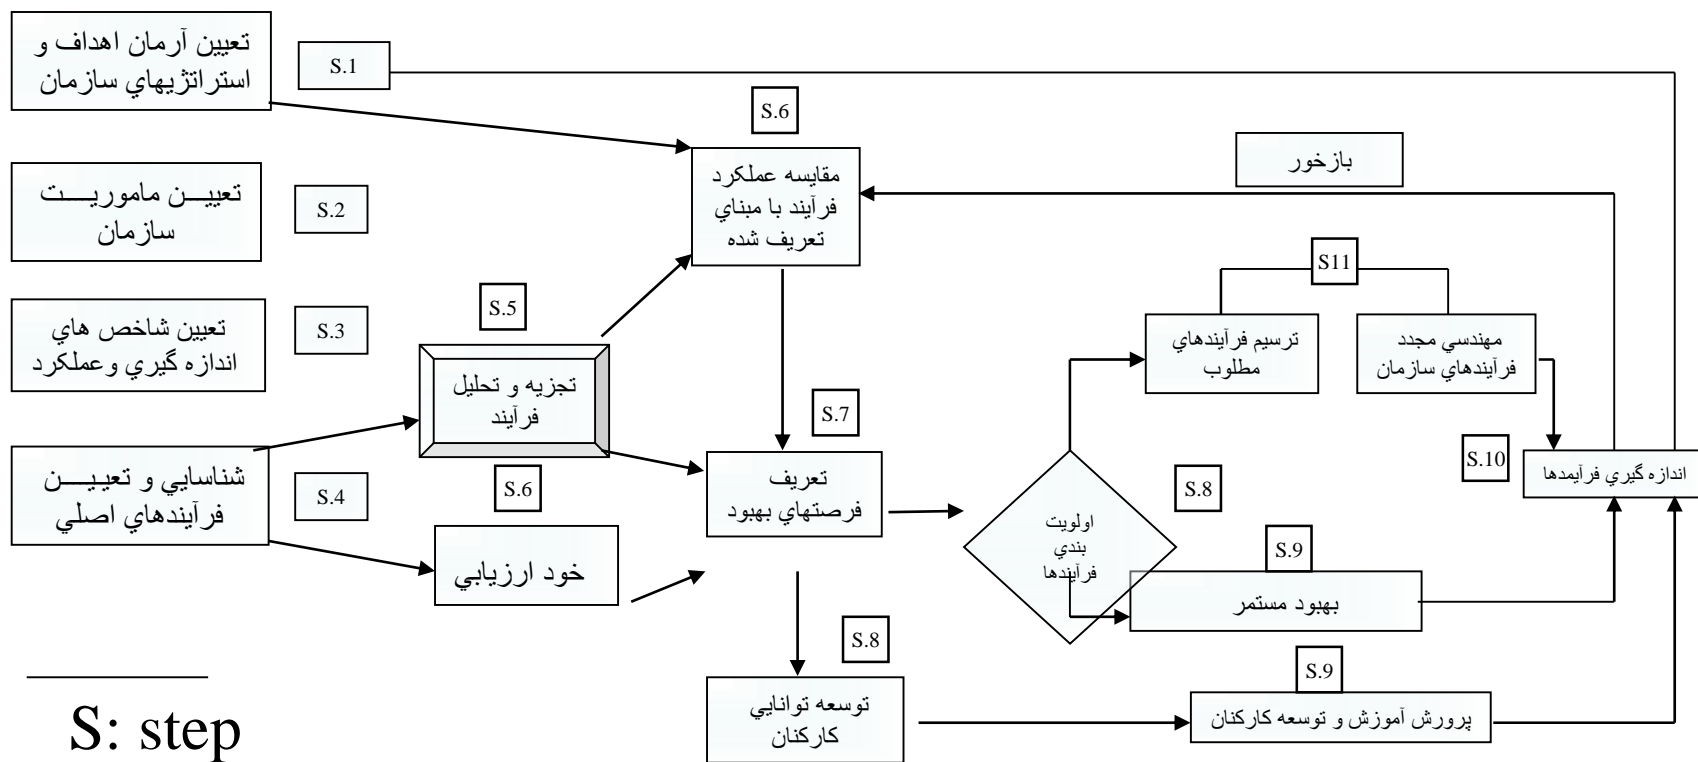 تعيين آرمان اهداف و
استراتژيهاي سازمان
S.1
S.6
مقايسه عملكرد
فرآيند با مبناي
تعريف شده
بازخور
تعييــن ماموريــــت
سازمان
S.2
S11
S.5
تعيين شاخص هاي
اندازه گيري وعملكرد
S.3
ترسيم فرآيندهاي
مطلوب
مهندسي مجدد
فرآيندهاي سازمان
تجزيه و تحليل
فرآيند
S.7
S.10
اندازه گيري فرآيمدها
شناسايي و تعييــن
فرآيندهاي اصلي
S.4
S.6
تعريف
فرصتهاي بهبود
S.8
اولويت
بندي
فرآيندها
S.9
خود ارزيابي
بهبود مستمر
S.8
S.9
توسعه توانايي
كاركنان
پرورش آموزش و توسعه كاركنان
S: step